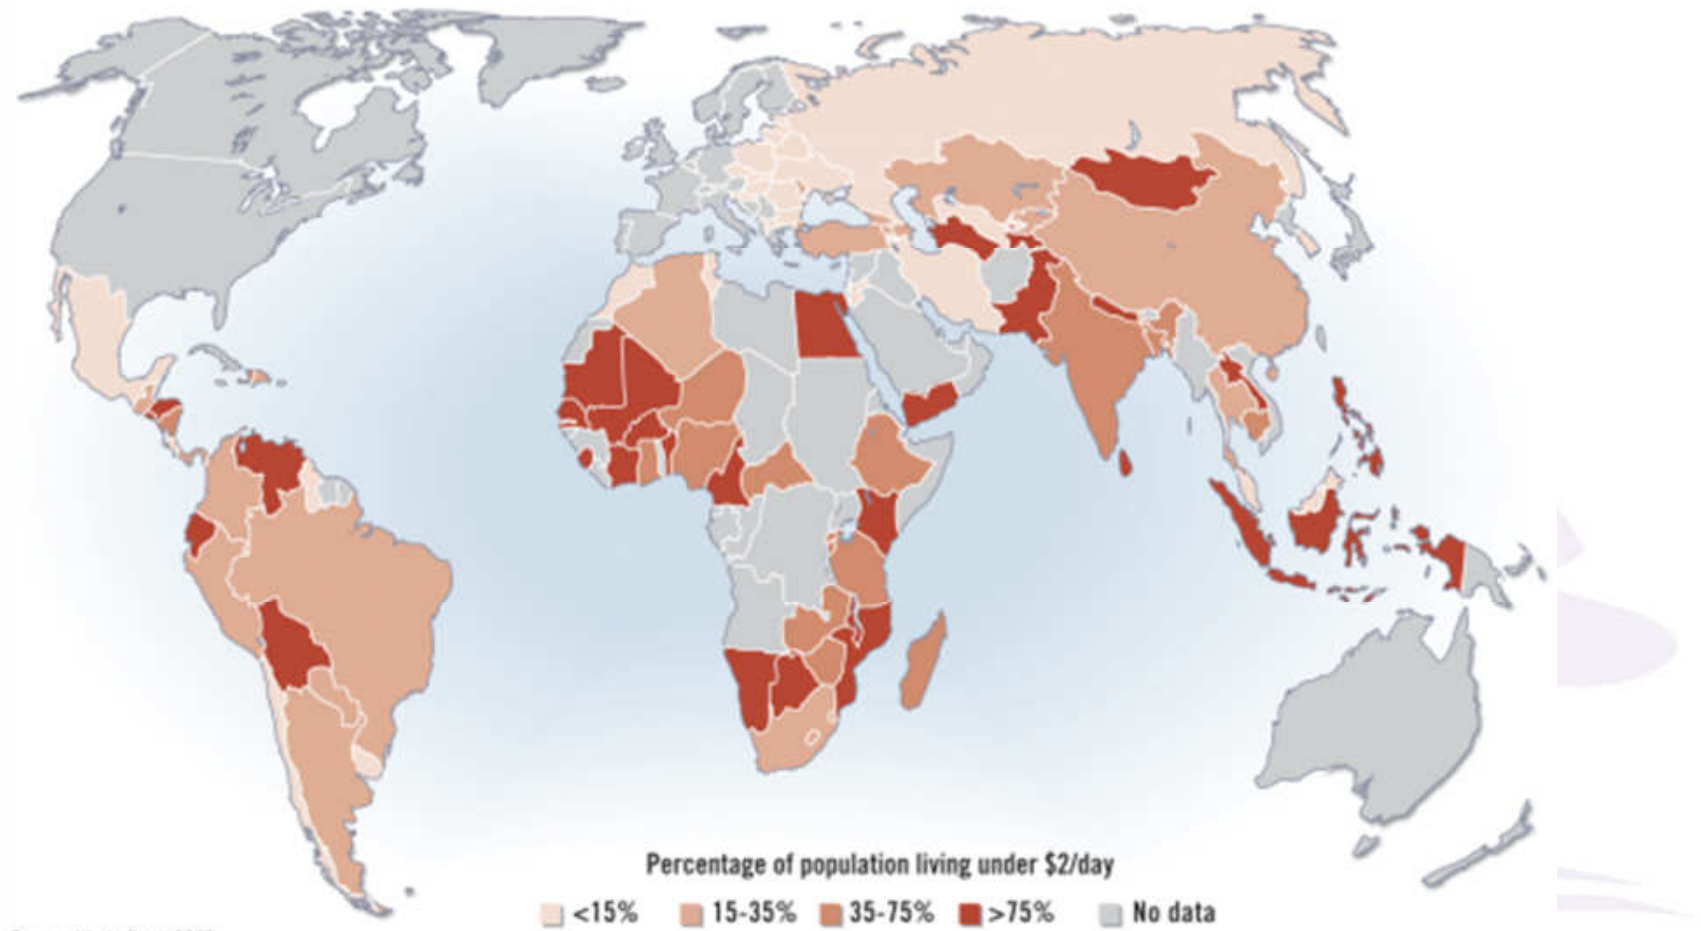 Percentage of population living under $2/day
<15% 15-35% 35-75% >75% No data